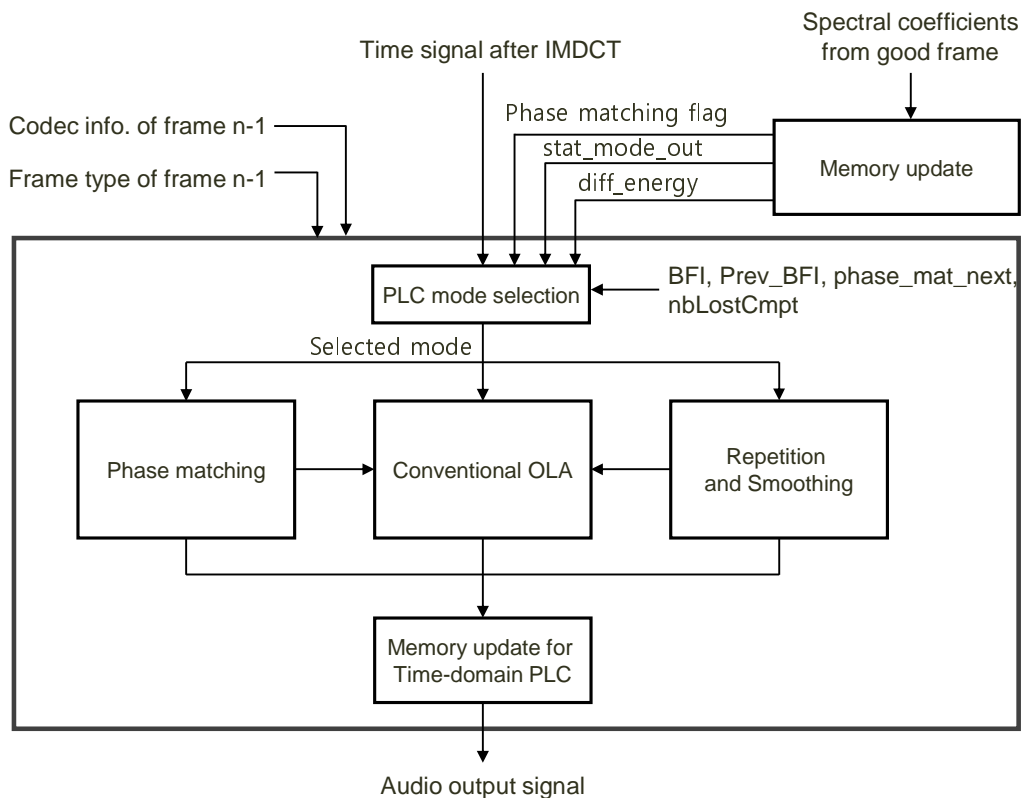 Spectral coefficients
from good frame
Time signal after IMDCT
Phase matching flag
Codec info. of frame n-1
stat_mode_out
Memory update
Frame type of frame n-1
diff_energy
PLC mode selection
BFI, Prev_BFI, phase_mat_next,
nbLostCmpt
Selected mode
Phase matching
Conventional OLA
Repetition
and Smoothing
Memory update for
Time-domain PLC
Audio output signal